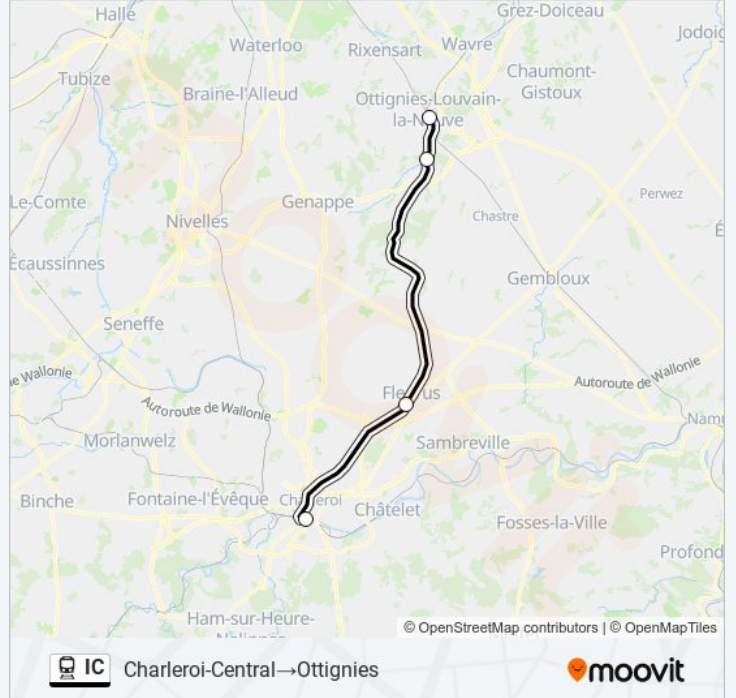 Halle
Grez-Doiceau
Waterloo
Rixensart
Wavre
Jodoig
Tubize
Braine-l'Alleud
Chaumont-
Gistoux
Ottignies-Louvain-
la-Neuve
Le-Comte
Genappe
Perwez
Nivelles
Chastre
É
Écaussinnes
Gembloux
Seneffe
e Wallonie
Autoroute de Wallonie
Fleurus
Autoroute de Wallonie
Namu
Morlanwelz
Sambreville
Binche
Fontaine-l'Évêque
Charleroi
Châtelet
Fosses-la-Ville
Profond
Ham-sur-Heure-
Nalinnes
© OpenStreetMap contributors | © OpenMapTiles
IC
Charleroi-Central→Ottignies
moovit